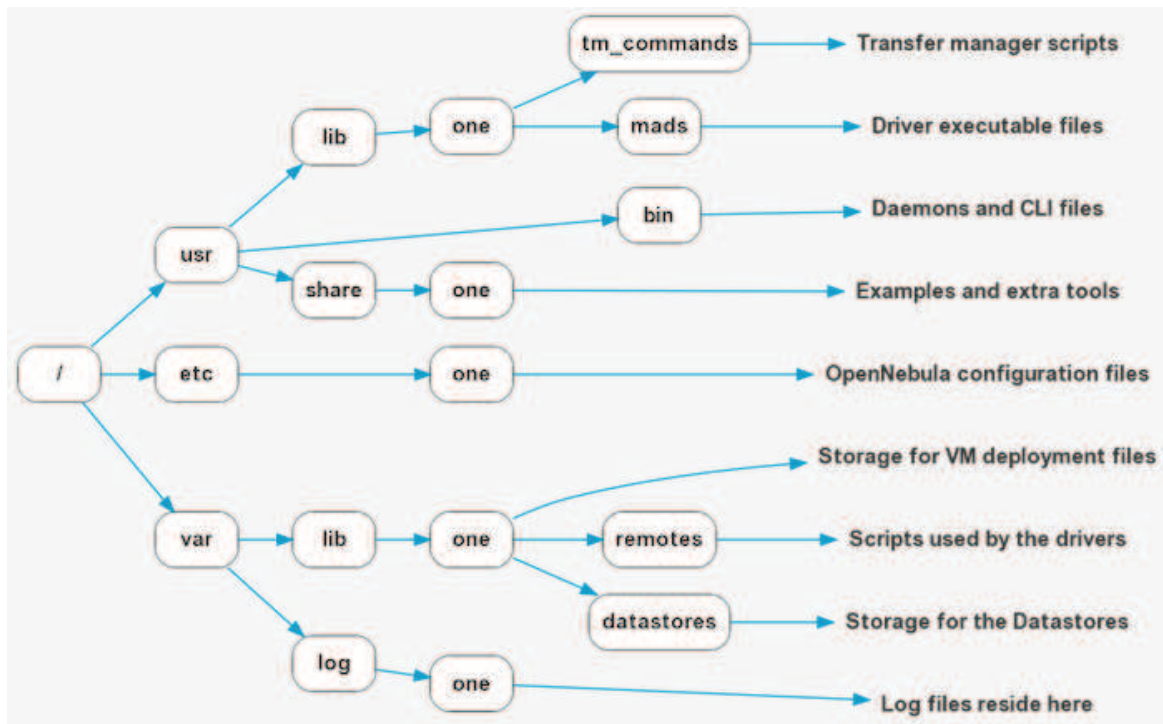 tm_commands Transfer manager scripts
lib one mads Driver executable files
bin Daemons and CLI files
usr
share one Examples and extra tools
/ etc one OpenNebula configuration files
Storage for VM deployment files
var lib one remotes Scripts used by the drivers
datastores Storage for the Datastores
log one Log files reside here